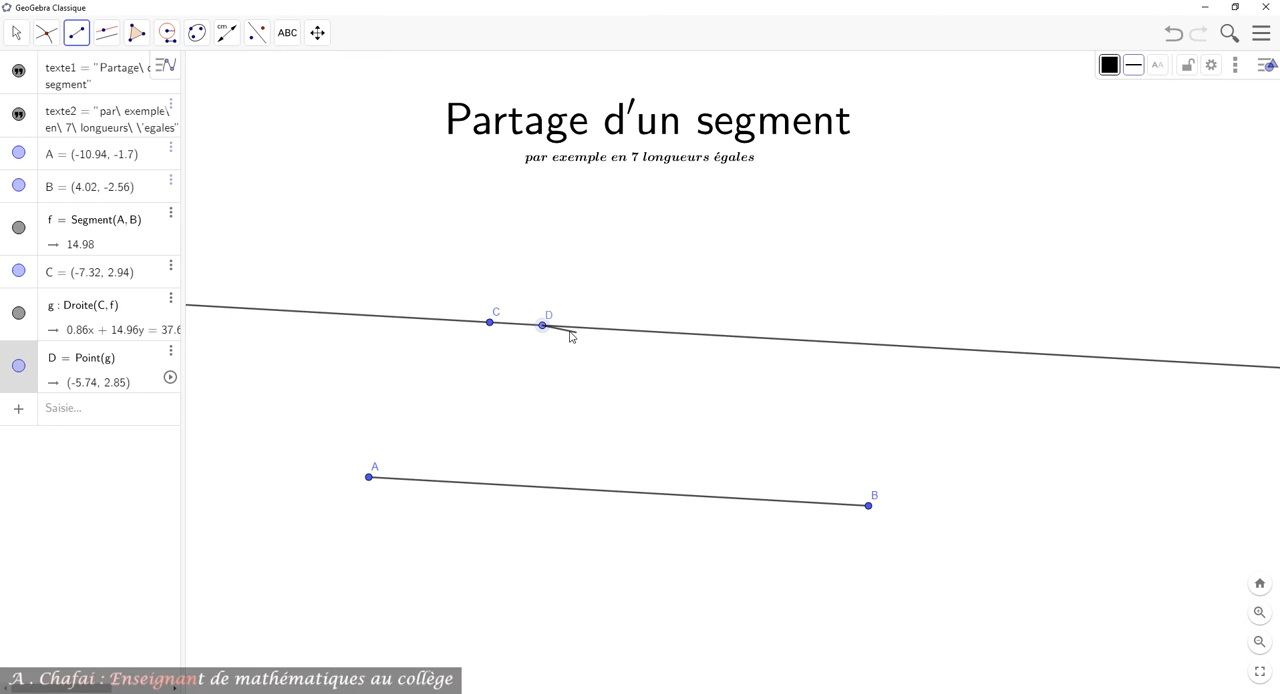 GeoGebra Classique
cm
ABC
texte1 = "Partage\
segment"
texte2 = "par\ exemple\
en\ 7\ longueurs\ \'egales"
A = (-10.94, -1.7)
B = (4.02, -2.56)
f = Segment(A, B)
→ 14.98
C = (-7.32, 2.94)
g : Droite(C, f)
→ 0.86x + 14.96y = 37.6
D = Point(g)
→ (-5.74, 2.85)
+ Saisie...
AA
Partage d'un segment
par exemple en 7 longueurs égales
C
D
A
B
A . Chafai : Enseignant de mathématiques au collège